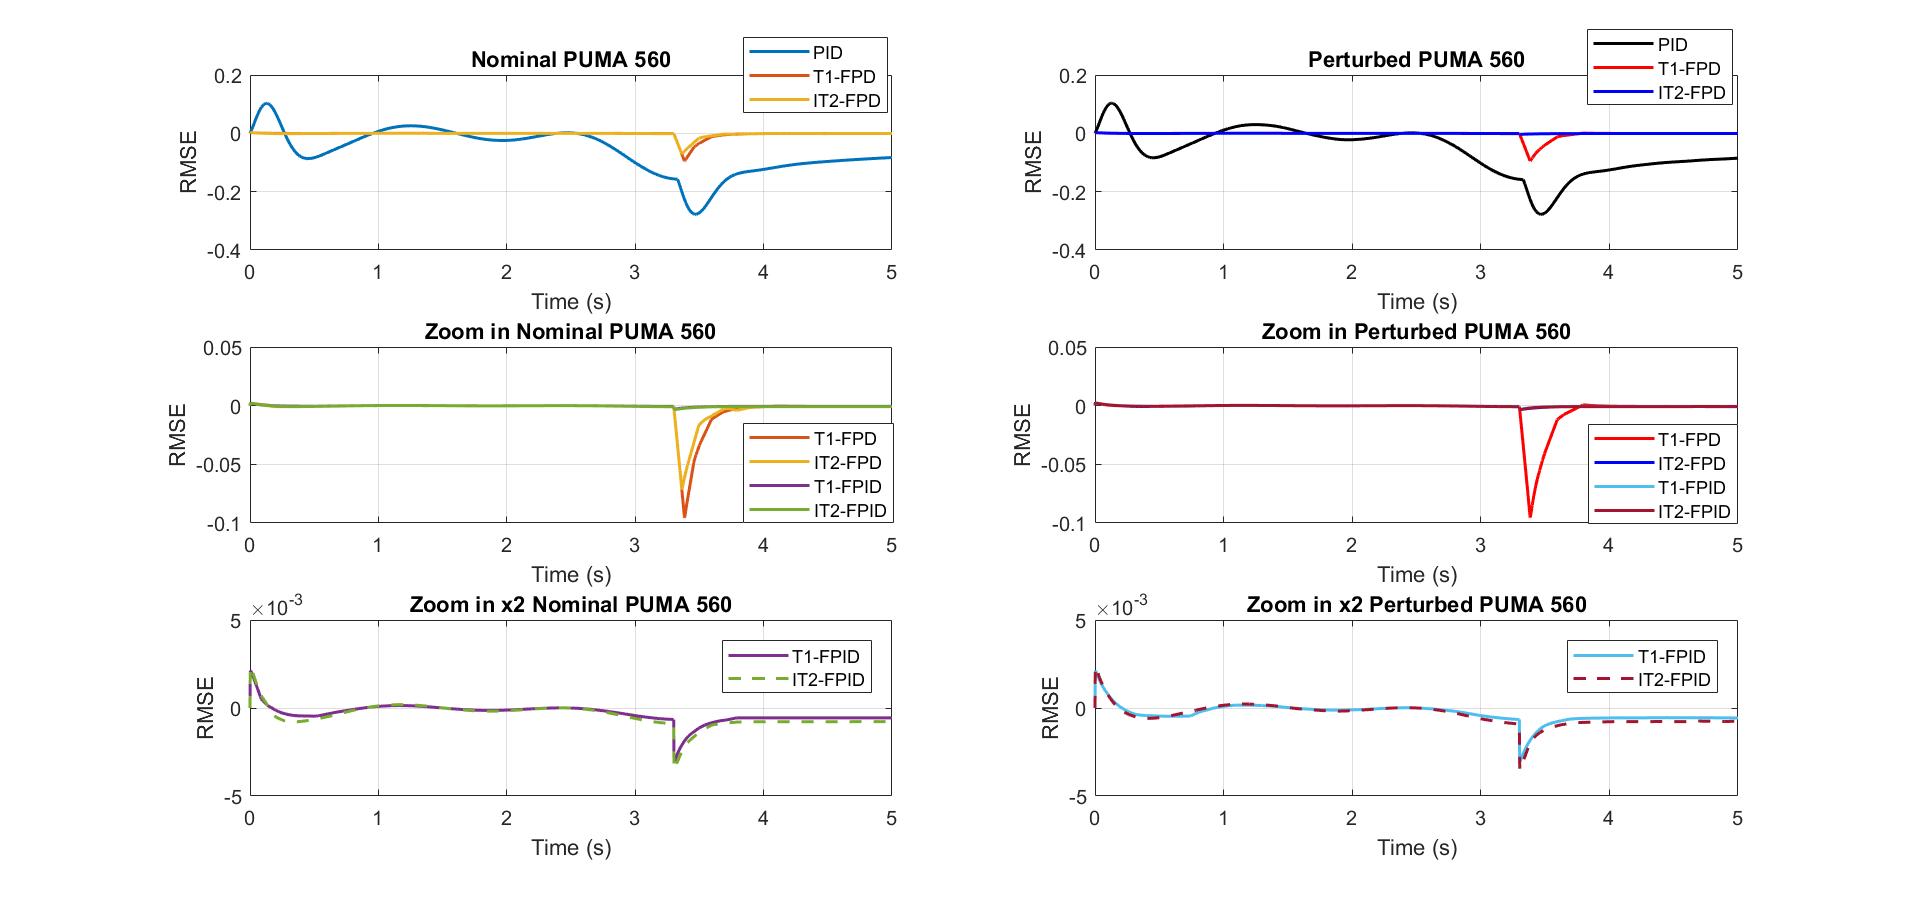 Nominal PUMA 560
PID
T1-FPD
IT2-FPD
0.2
0
-0.2
-0.4
RMSE
0 1 2 3 4 5
Time (s)
Perturbed PUMA 560
PID
T1-FPD
IT2-FPD
0.2
0
-0.2
-0.4
RMSE
0 1 2 3 4 5
Time (s)
Zoom in Nominal PUMA 560
0.05
0
-0.05
-0.1
RMSE
T1-FPD
IT2-FPD
T1-FPID
IT2-FPID
0 1 2 3 4 5
Time (s)
Zoom in Perturbed PUMA 560
0.05
0
-0.05
-0.1
RMSE
T1-FPD
IT2-FPD
T1-FPID
IT2-FPID
0 1 2 3 4 5
Time (s)
Zoom in x2 Nominal PUMA 560
×10-3
5
0
-5
RMSE
T1-FPID
IT2-FPID
0 1 2 3 4 5
Time (s)
Zoom in x2 Perturbed PUMA 560
×10-3
5
0
-5
RMSE
T1-FPID
IT2-FPID
0 1 2 3 4 5
Time (s)